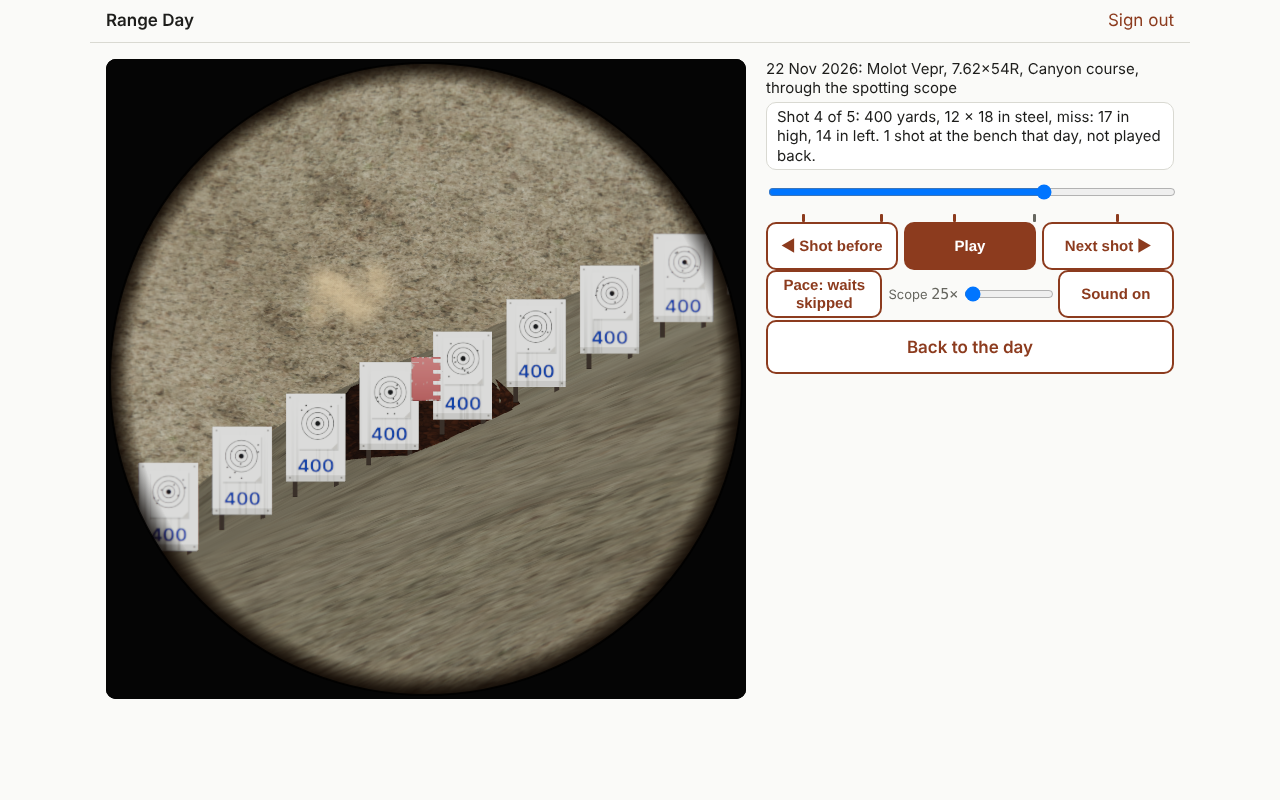 Range Day
Sign out
22 Nov 2026: Molot Vepr, 7.62×54R, Canyon course,
through the spotting scope
Shot 4 of 5: 400 yards, 12 × 18 in steel, miss: 17 in
high, 14 in left. 1 shot at the bench that day, not played
back.
◀ Shot before
Play
Next shot ▶
Pace: waits
skipped
Scope 25×
Sound on
Back to the day
400
400
400
400
400
400
400
400